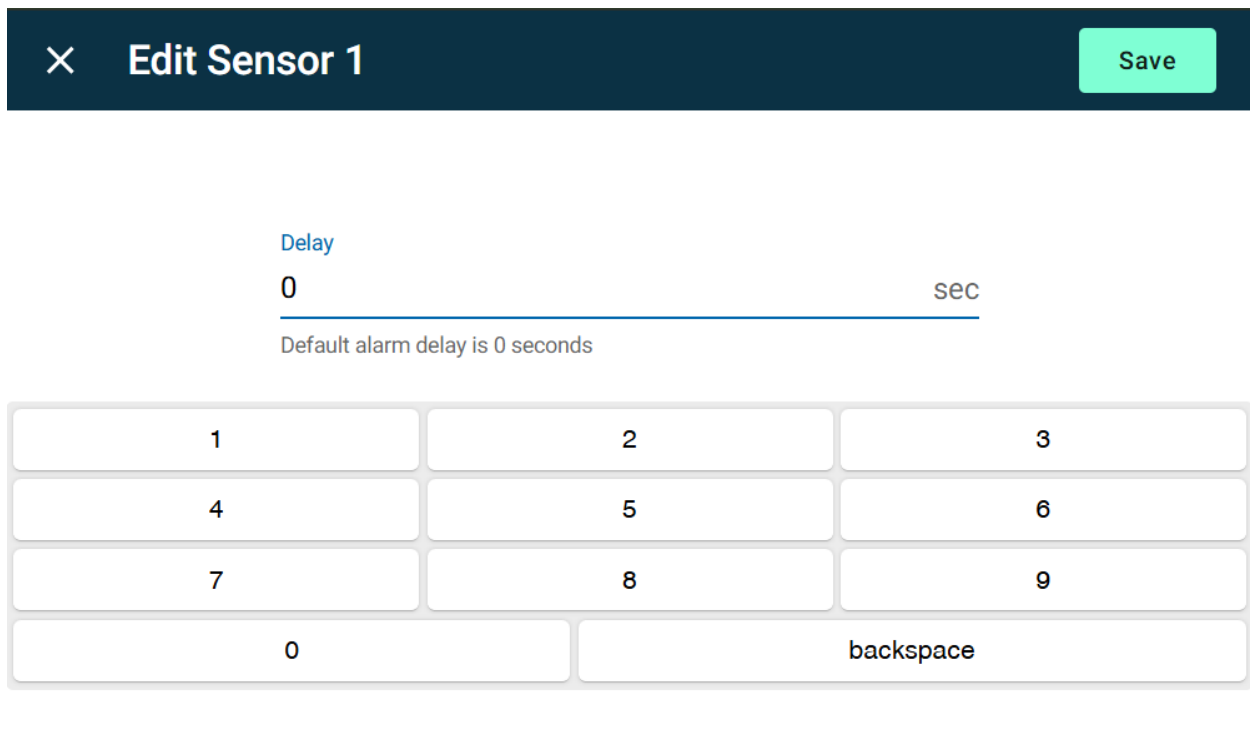 Edit Sensor 1
Save
Delay
0 sec
Default alarm delay is 0 seconds
1 2 3
4 5 6
7 8 9
0 backspace